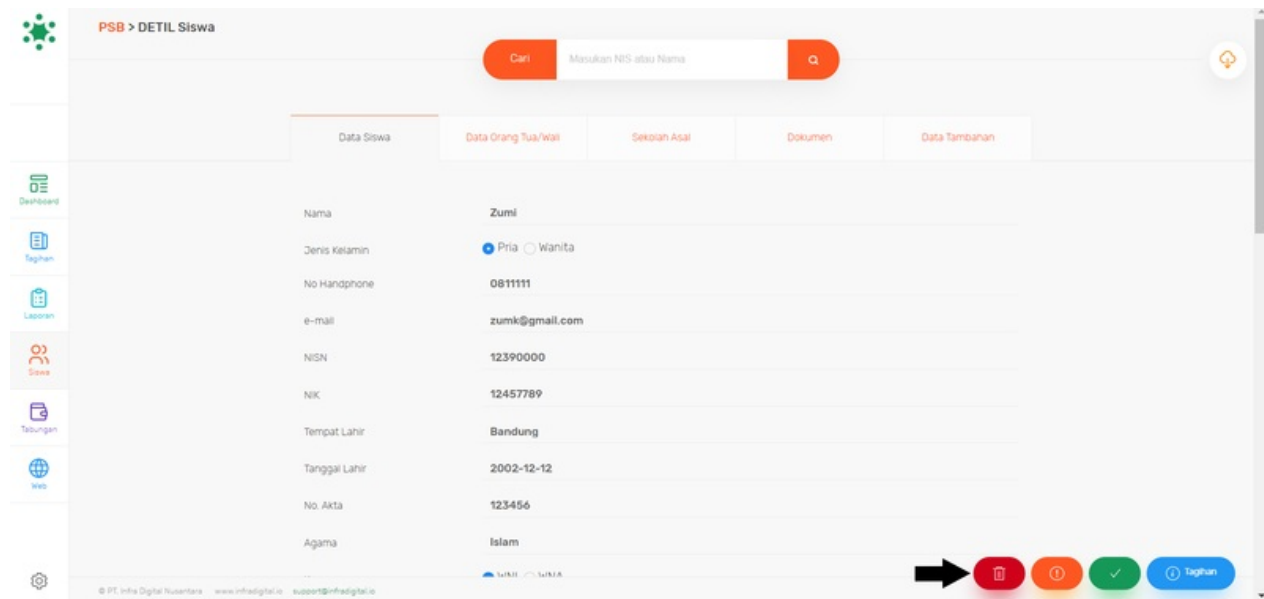 PSB > DETIL Siswa
Cari Masukan NIS atau Nama
Data Siswa Data Orang Tua/Wali Sekolah Asal Dokumen Data Tambahan
Dashboard
Tagihan
Laporan
Siswa
Tabungan
Web
Nama Zumi
Jenis Kelamin Pria Wanita
No Handphone 0811111
e-mail zumk@gmail.com
NISN 12390000
NIK 12457789
Tempat Lahir Bandung
Tanggal Lahir 2002-12-12
No. Akta 123456
Agama Islam
WNI WNA
Tagihan
© PT. Infra Digital Nusantara www.infradigital.io support@infradigital.io